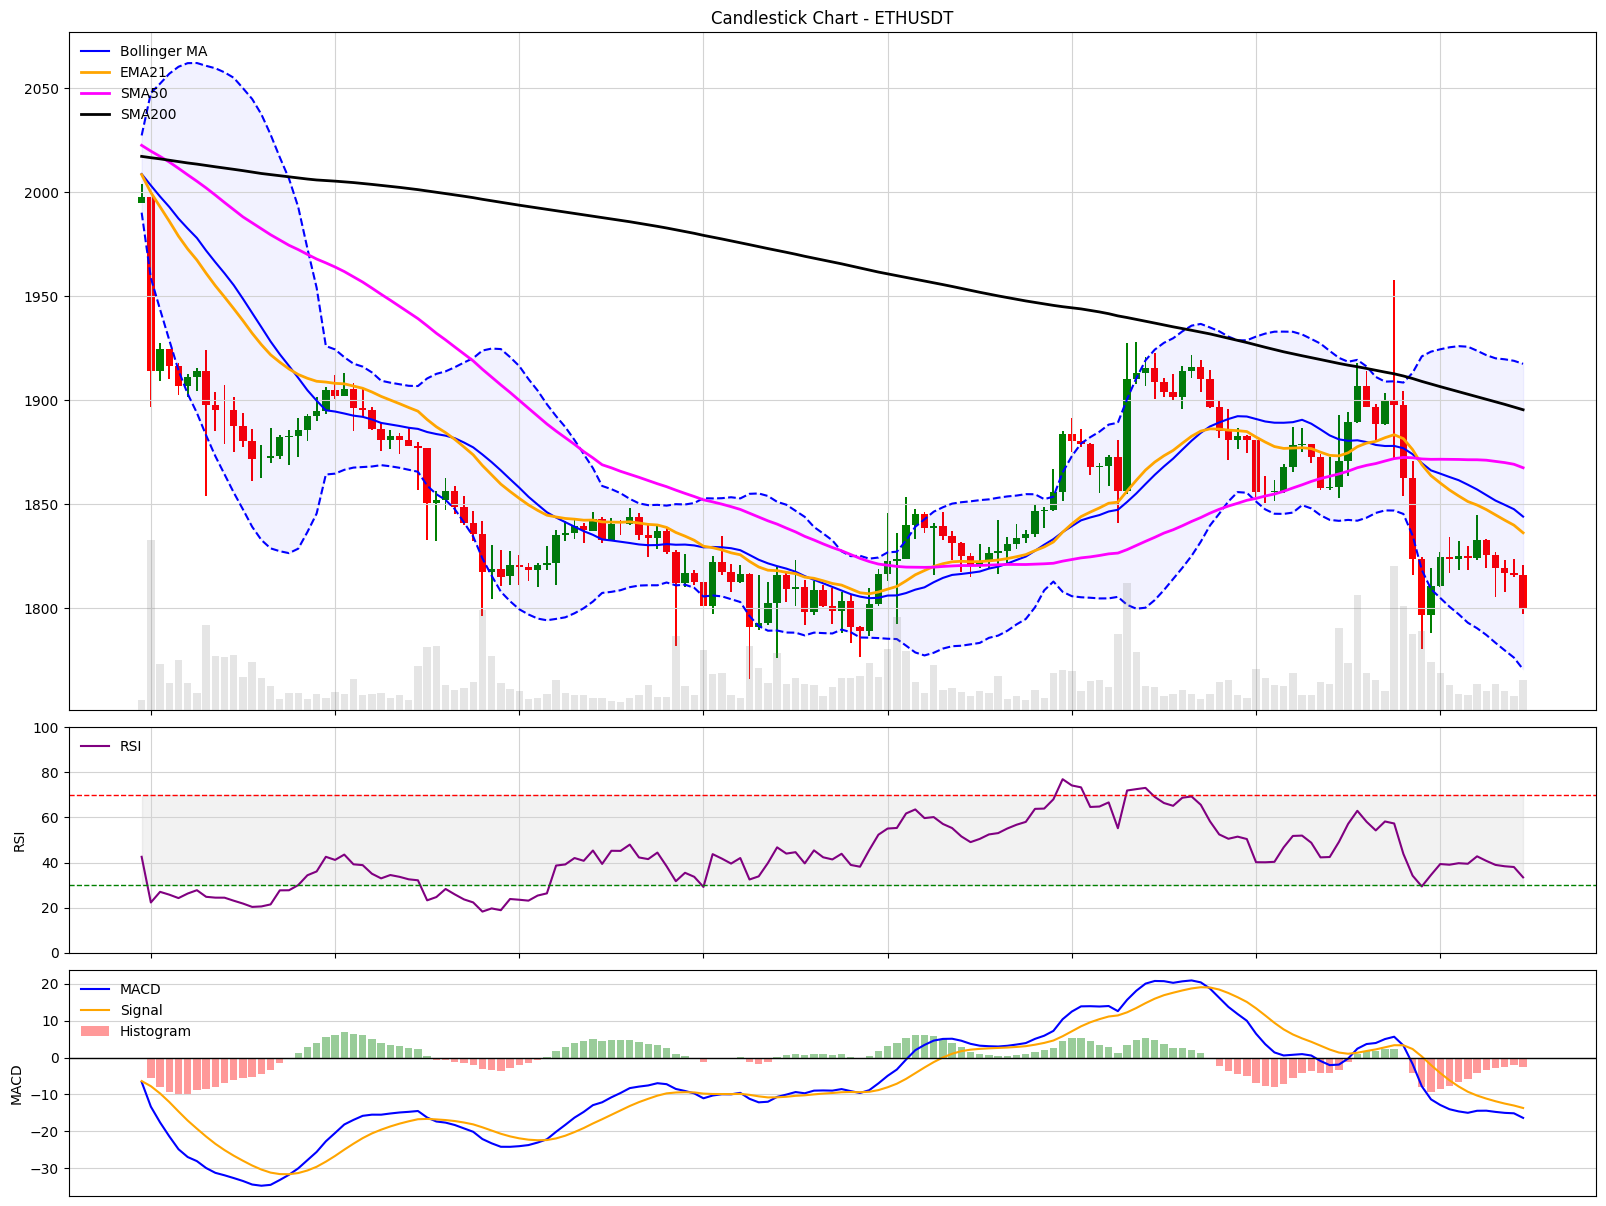 Candlestick Chart - ETHUSDT
Bollinger MA
EMA21
SMA50
SMA200
2050
2000
1950
1900
1850
1800
RSI
100
80
60
40
20
0
RSI
MACD
Signal
Histogram
20
10
0
−10
−20
−30
MACD